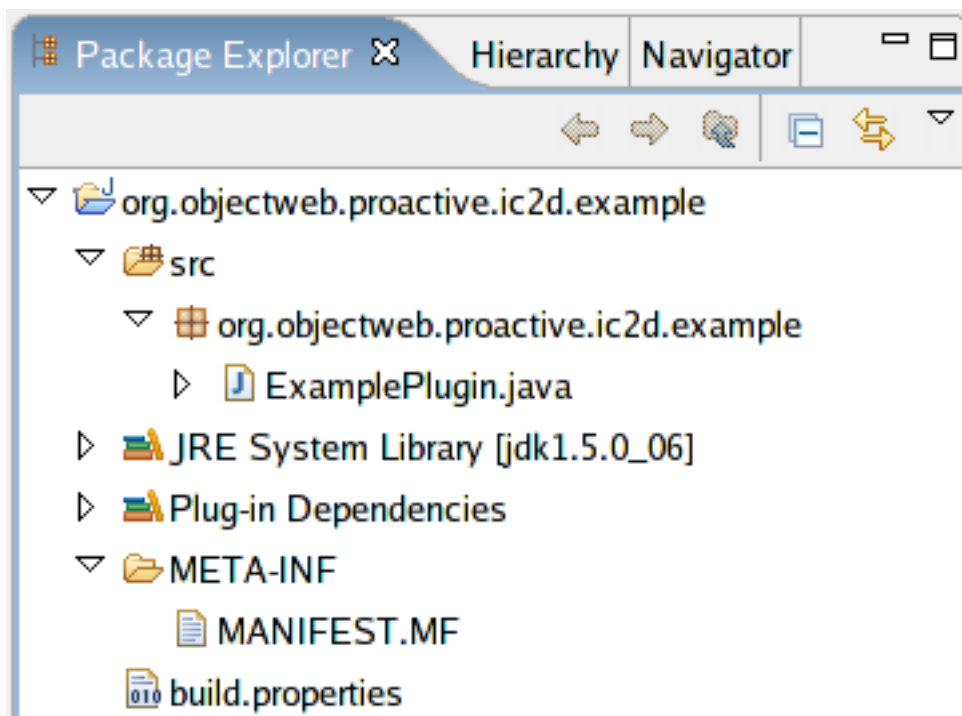 Package Explorer Hierarchy Navigator
org.objectweb.proactive.ic2d.example
src
org.objectweb.proactive.ic2d.example
ExamplePlugin.java
JRE System Library [jdk1.5.0_06]
Plug-in Dependencies
META-INF
MANIFEST.MF
build.properties